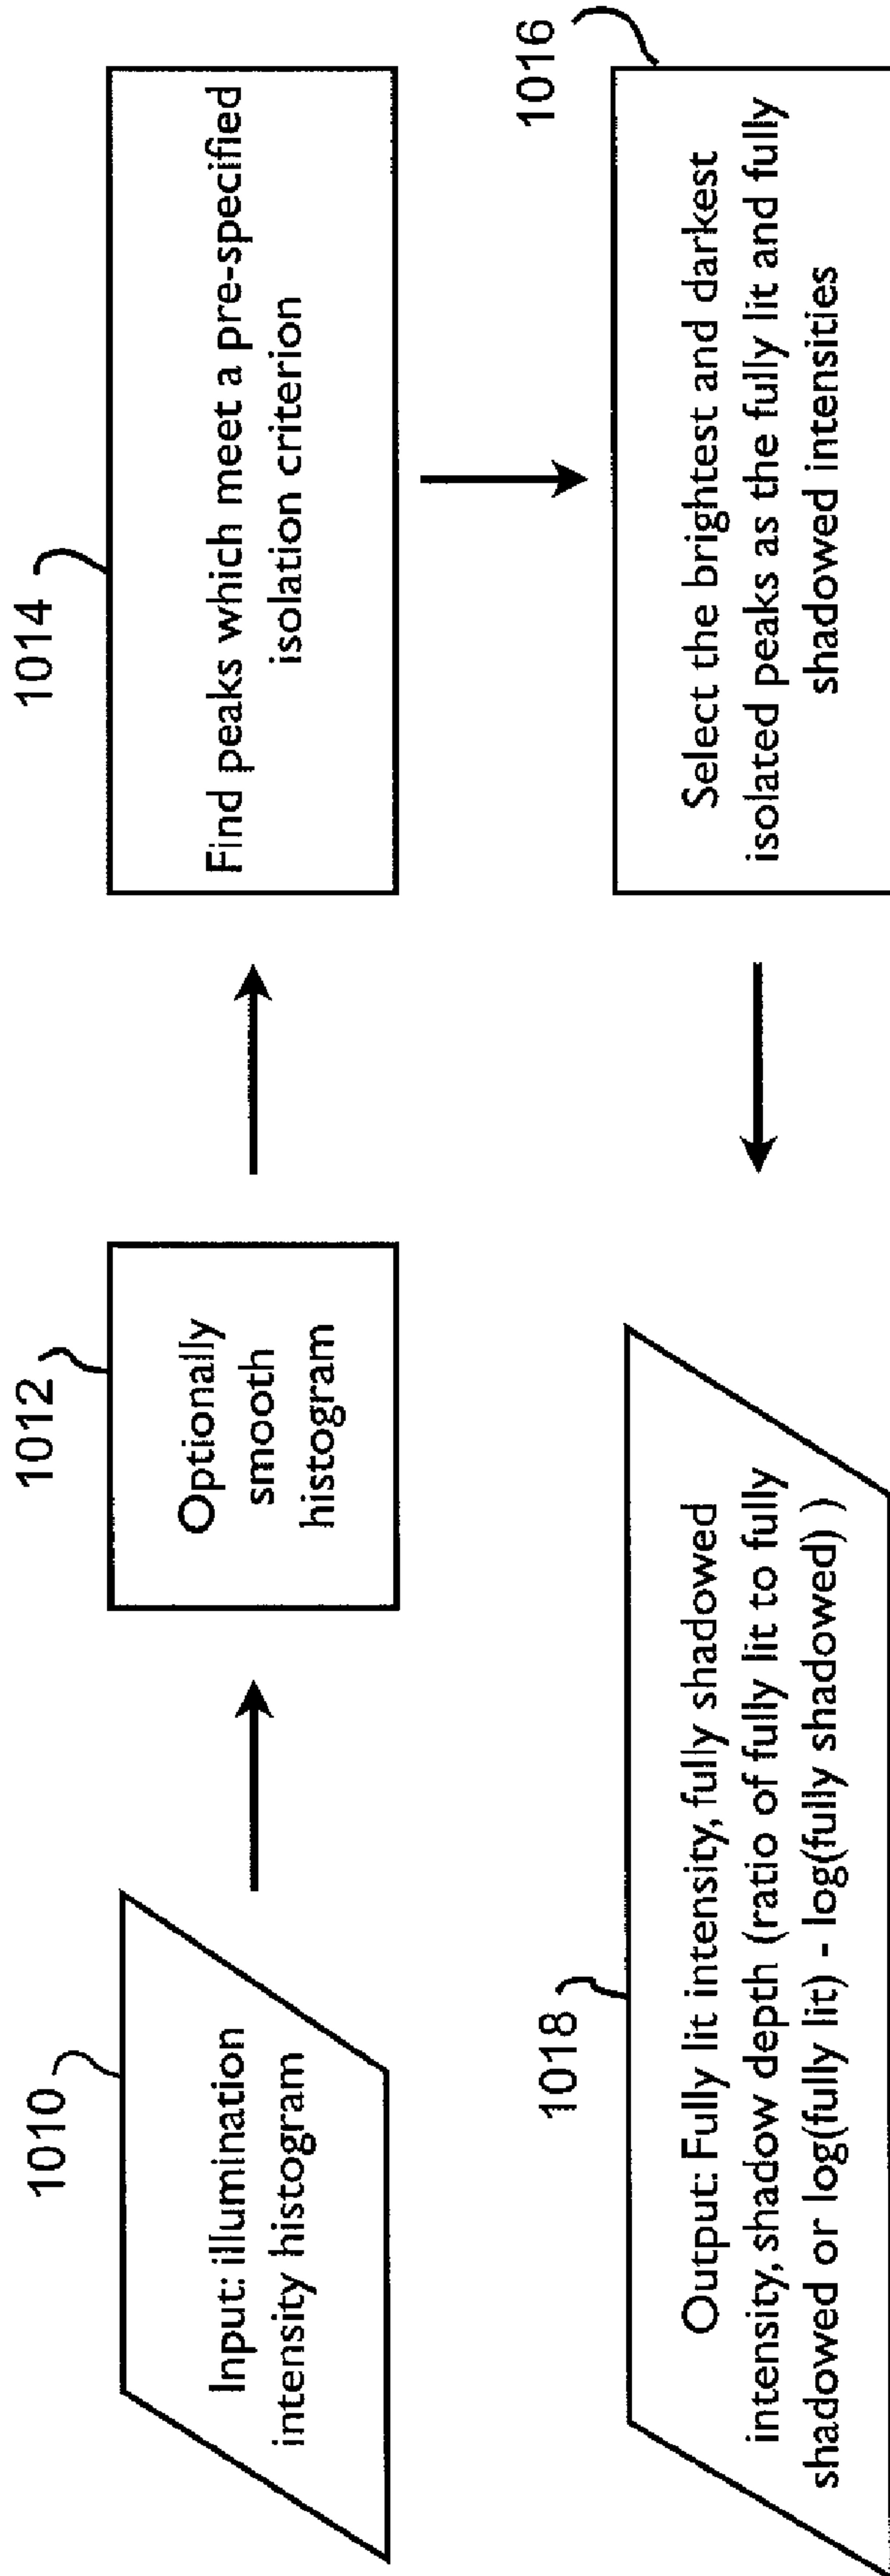 1010
Input: illumination
intensity histogram
1012
Optionally
smooth
histogram
1014
Find peaks which meet a pre-specified
isolation criterion
1016
Select the brightest and darkest
isolated peaks as the fully lit and fully
shadowed intensities
1018
Output: Fully lit intensity, fully shadowed
intensity, shadow depth (ratio of fully lit to fully
shadowed or log(fully lit) - log(fully shadowed) )